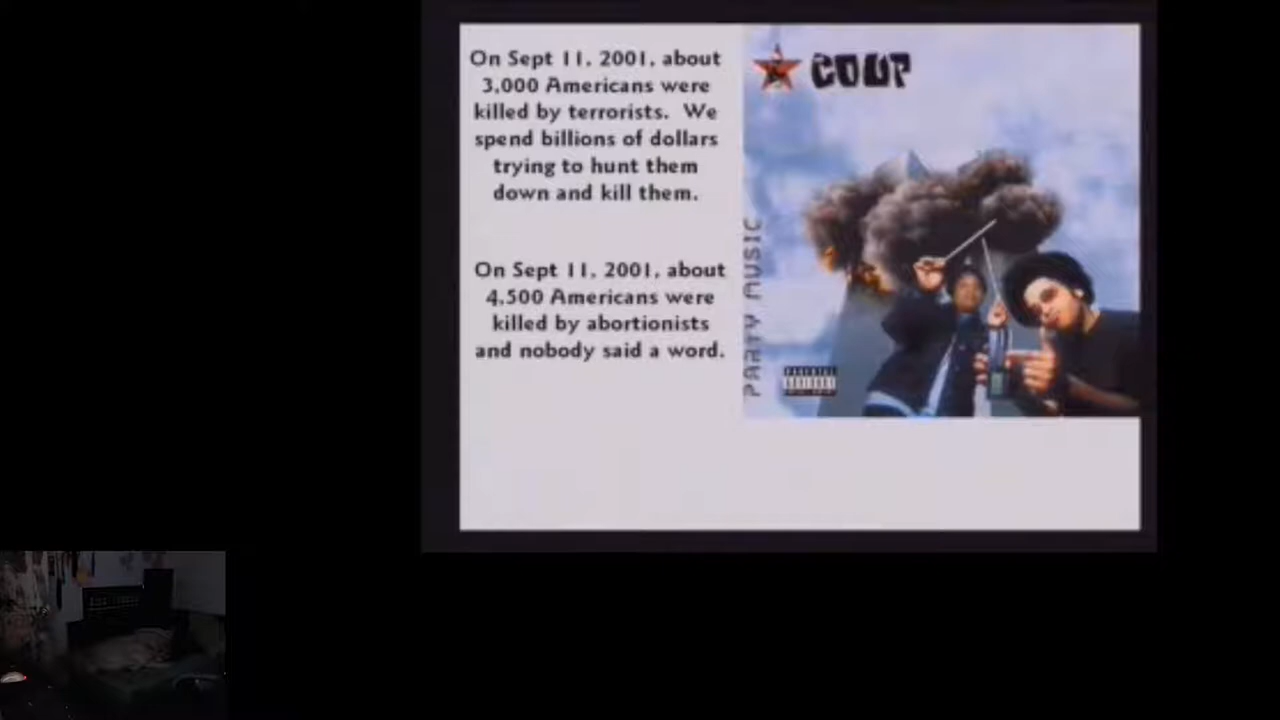 On Sept 11, 2001, about
3,000 Americans were
killed by terrorists. We
spend billions of dollars
trying to hunt them
down and kill them.
On Sept 11, 2001, about
4,500 Americans were
killed by abortionists
and nobody said a word.
COUP
PARTY MUSIC
PARENTAL
ADVISORY